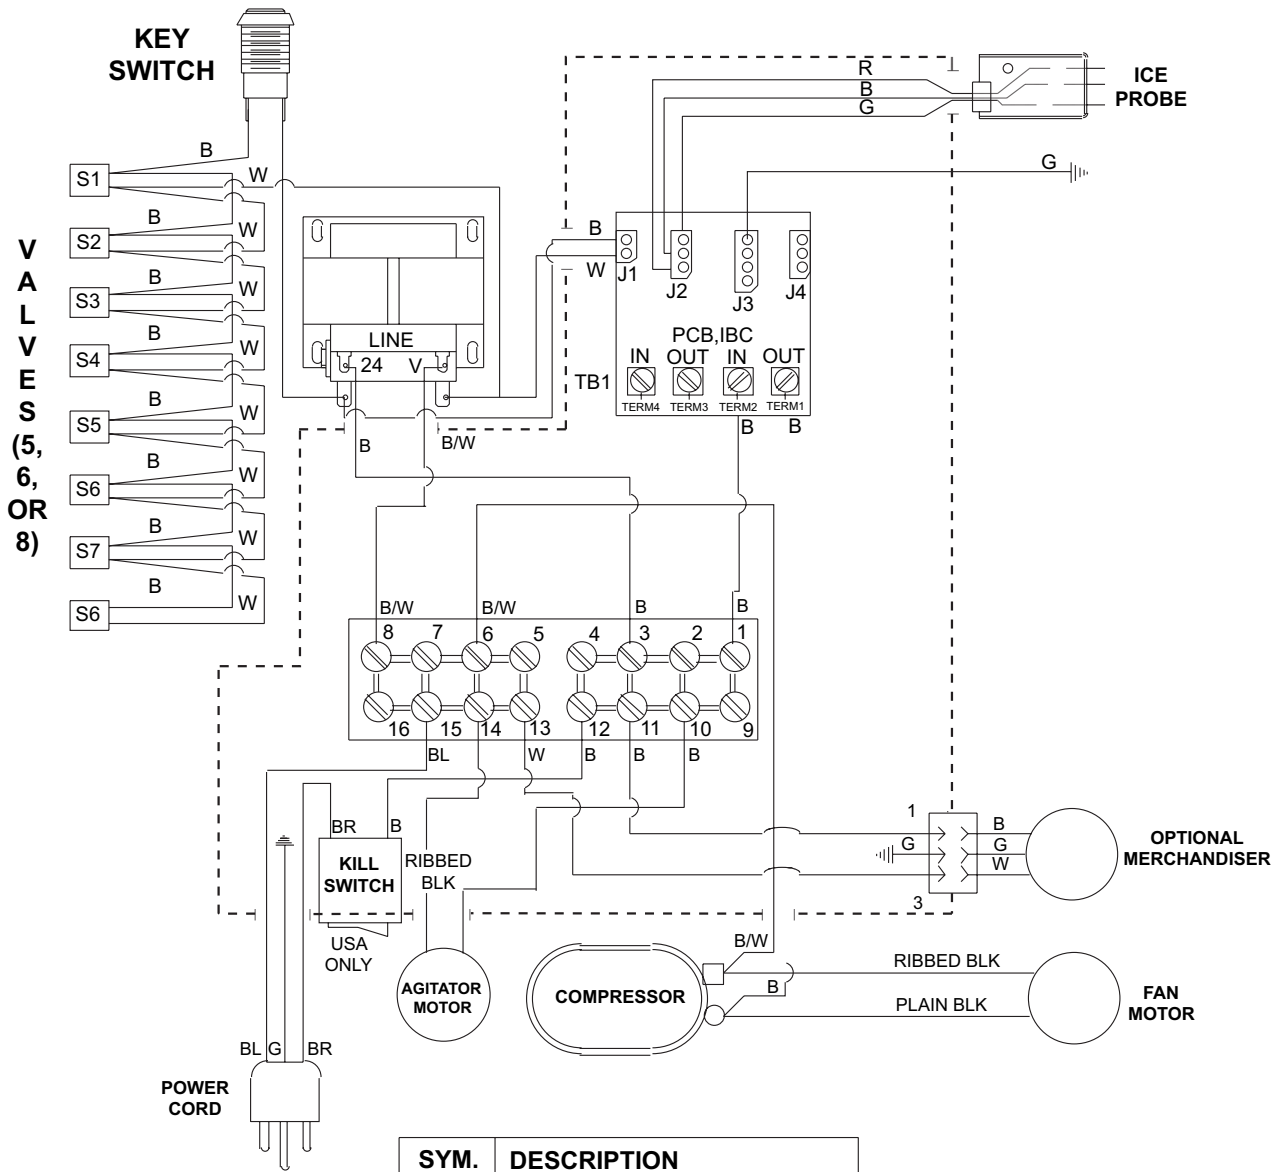 KEY
SWITCH
ICE
PROBE
R
B
G
G
VALVES
(5,
6,
OR
8)
S1
B
W
S2
B
W
S3
B
W
S4
B
W
S5
B
W
S6
B
W
S7
B
W
S6
B
W
LINE
24 V
B
W
J1
J2
J3
J4
PCB,IBC
IN OUT IN OUT
TB1
TERM4 TERM3 TERM2 TERM1
B B
B B/W
B/W B/W B B
8 7 6 5 4 3 2 1
16 15 14 13 12 11 10 9
BL W B B B
BR B
KILL
SWITCH
USA
ONLY
RIBBED
BLK
1
G
3
B
G
W
OPTIONAL
MERCHANDISER
AGITATOR
MOTOR
COMPRESSOR
B/W
B
RIBBED BLK
PLAIN BLK
FAN
MOTOR
BL G BR
POWER
CORD
SYM. DESCRIPTION